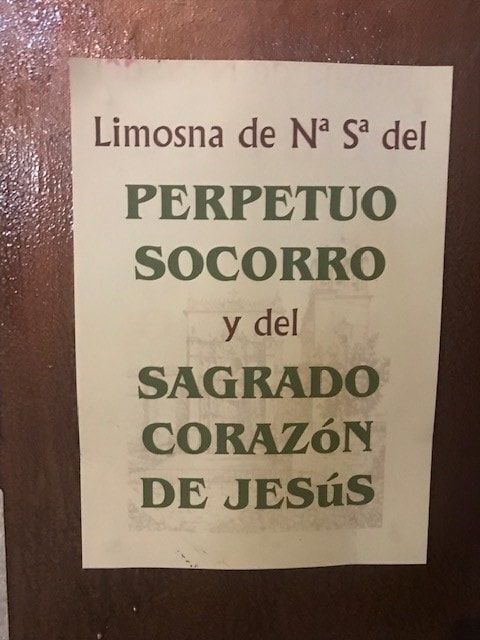 Limosna de Nª Sª del
PERPETUO
SOCORRO
y del
SAGRADO
CORAZóN
DE JESúS